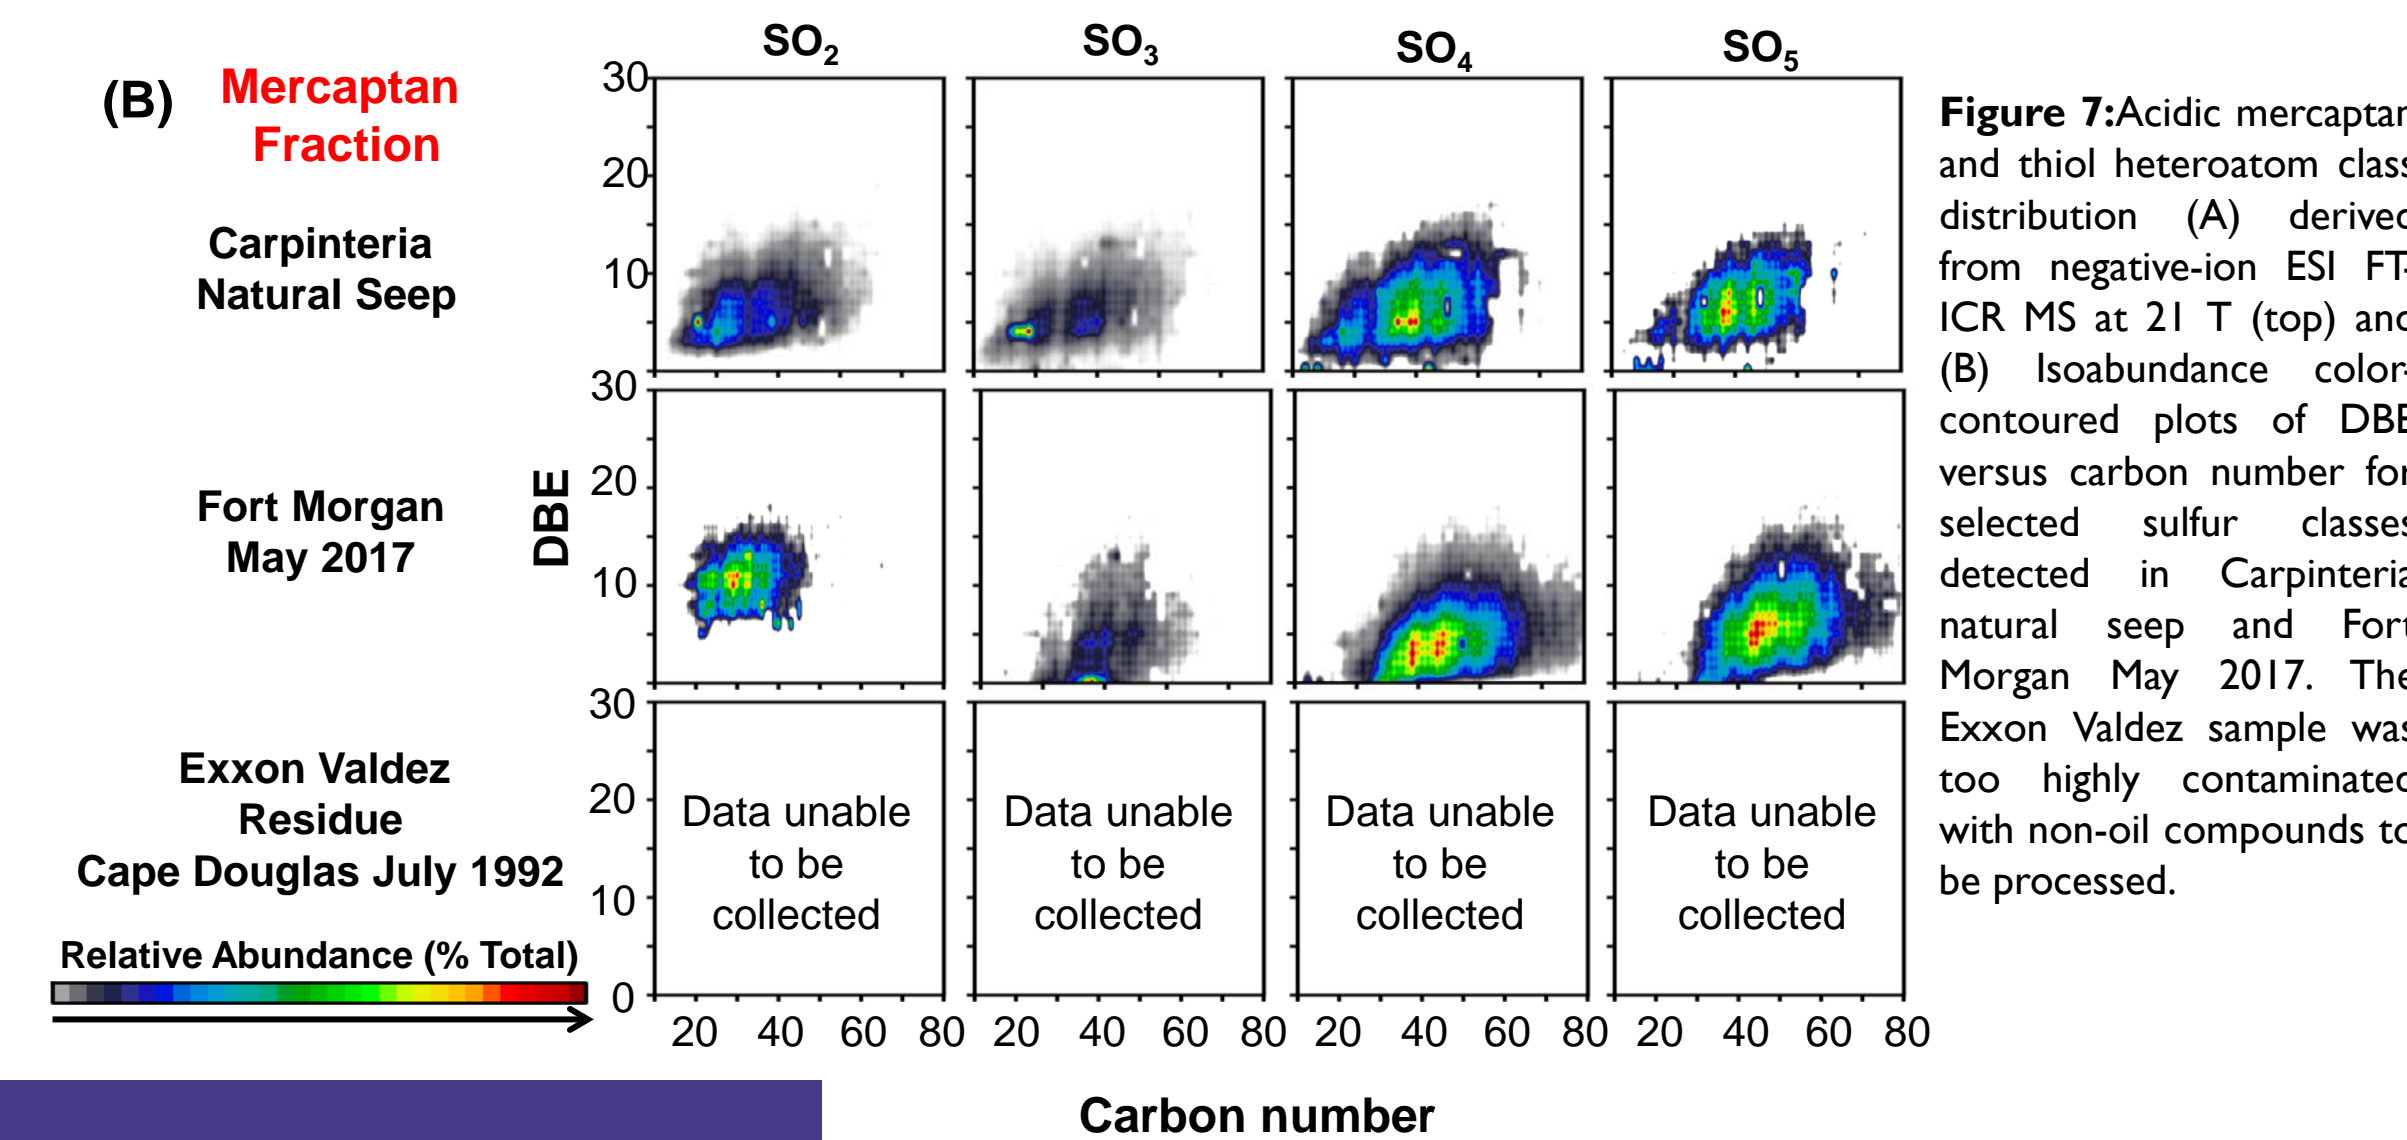 SO2 SO3 SO4 SO5
(B) Mercaptan
Fraction
Carpinteria
Natural Seep
30
20
10
Fort Morgan
May 2017
DBE
30
20
10
Exxon Valdez
Residue
Cape Douglas July 1992
30
20
10
0
Data unable
to be
collected
Data unable
to be
collected
Data unable
to be
collected
Data unable
to be
collected
Relative Abundance (% Total)
20 40 60 80 20 40 60 80 20 40 60 80 20 40 60 80
Carbon number
Figure 7:Acidic mercaptan
and thiol heteroatom class
distribution (A) derived
from negative-ion ESI FT-
ICR MS at 21 T (top) and
(B) Isoabundance color-
contoured plots of DBE
versus carbon number for
selected sulfur classes
detected in Carpinteria
natural seep and Fort
Morgan May 2017. The
Exxon Valdez sample was
too highly contaminated
with non-oil compounds to
be processed.